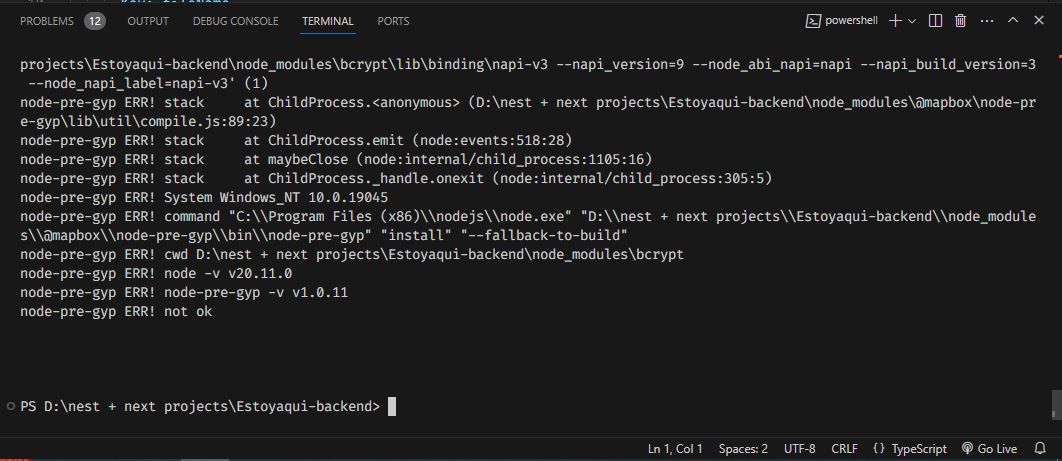 PROBLEMS 12 OUTPUT DEBUG CONSOLE TERMINAL PORTS powershell
projects\Estoyaqui-backend\node_modules\bcrypt\lib\binding\napi-v3 --napi_version=9 --node_abi_napi=napi --napi_build_version=3
--node_napi_label=napi-v3' (1)
node-pre-gyp ERR! stack     at ChildProcess.<anonymous> (D:\nest + next projects\Estoyaqui-backend\node_modules\@mapbox\node-pr
e-gyp\lib\util\compile.js:89:23)
node-pre-gyp ERR! stack     at ChildProcess.emit (node:events:518:28)
node-pre-gyp ERR! stack     at maybeClose (node:internal/child_process:1105:16)
node-pre-gyp ERR! stack     at ChildProcess._handle.onexit (node:internal/child_process:305:5)
node-pre-gyp ERR! System Windows_NT 10.0.19045
node-pre-gyp ERR! command "C:\\Program Files (x86)\\nodejs\\node.exe" "D:\\nest + next projects\\Estoyaqui-backend\\node_module
s\\@mapbox\\node-pre-gyp\\bin\\node-pre-gyp" "install" "--fallback-to-build"
node-pre-gyp ERR! cwd D:\nest + next projects\Estoyaqui-backend\node_modules\bcrypt
node-pre-gyp ERR! node -v v20.11.0
node-pre-gyp ERR! node-pre-gyp -v v1.0.11
node-pre-gyp ERR! not ok
PS D:\nest + next projects\Estoyaqui-backend>
Ln 1, Col 1 Spaces: 2 UTF-8 CRLF {} TypeScript Go Live